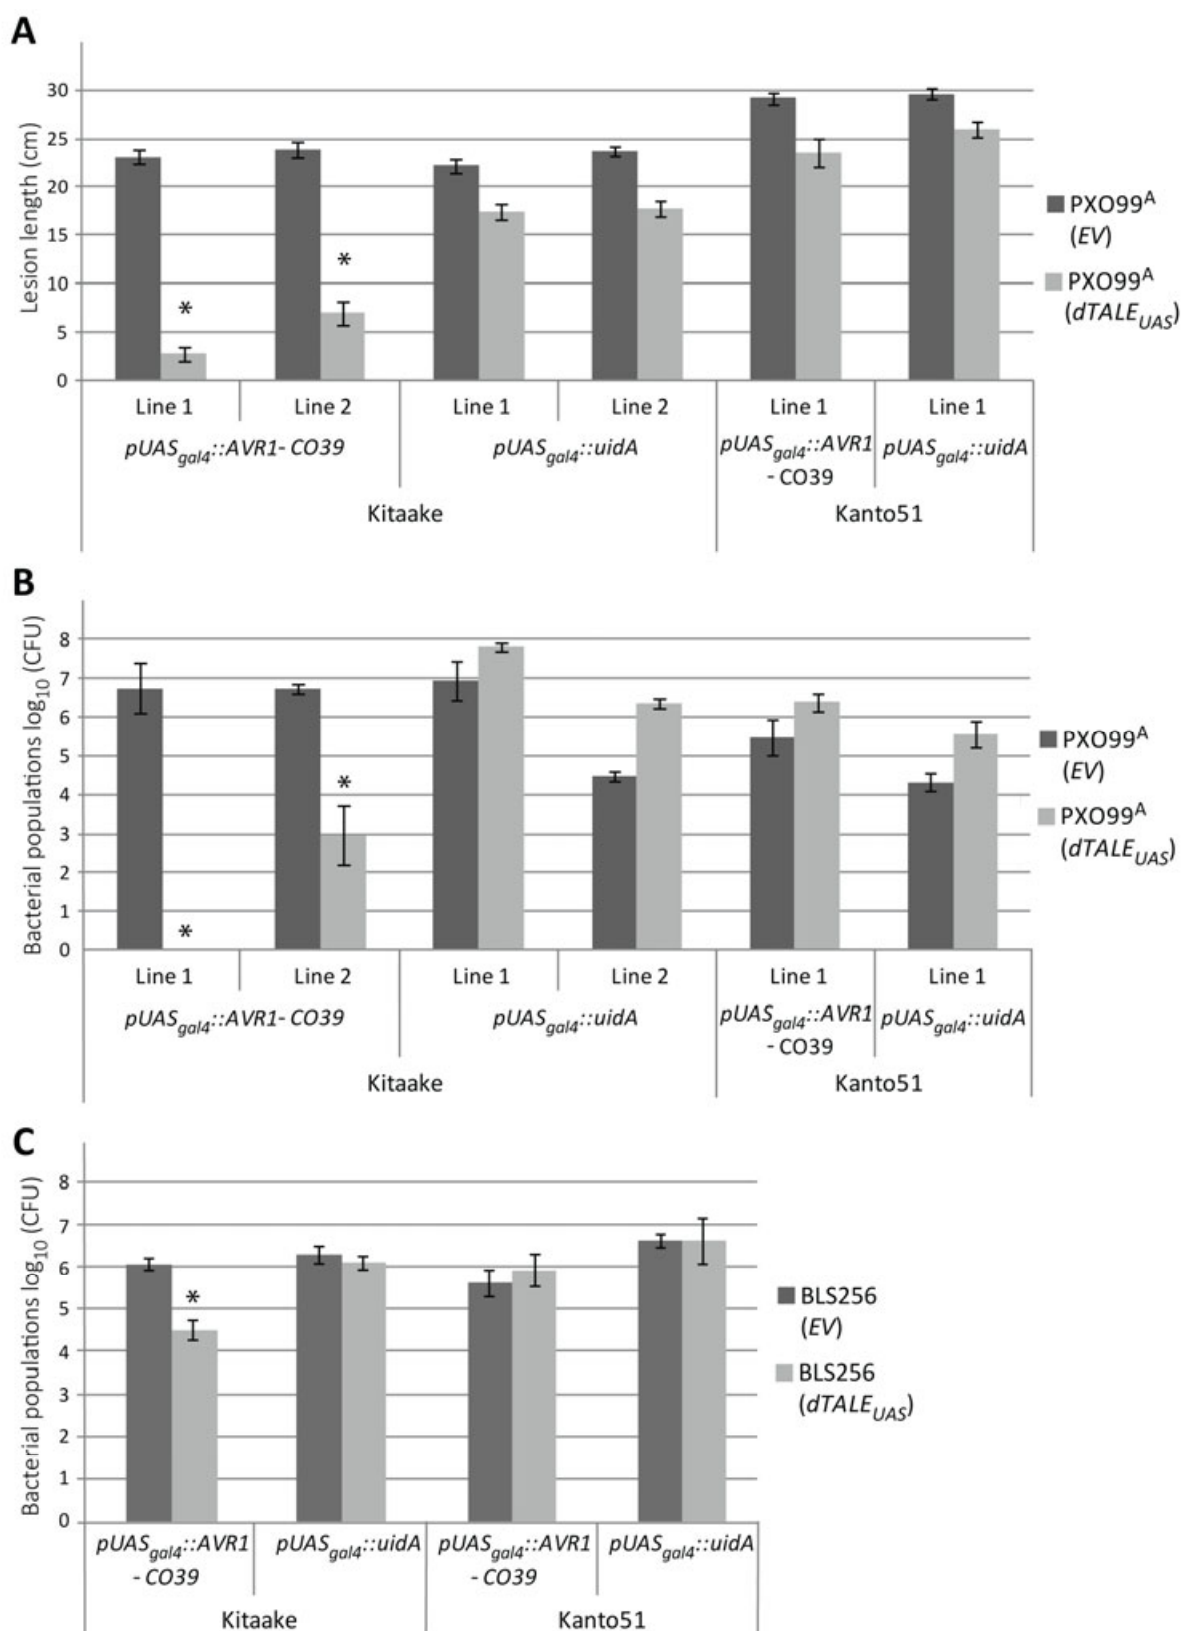 A
Lesion length (cm)
30
25
20
15
10
5
0
*
*
Line 1 Line 2 Line 1 Line 2 Line 1 Line 1
pUASgal4::AVR1-CO39 pUASgal4::uidA pUASgal4::AVR1 pUASgal4::uidA
- CO39
Kitaake Kanto51
PXO99A
(EV)
PXO99A
(dTALEUAS)
B
Bacterial populations log10 (CFU)
8
7
6
5
4
3
2
1
0
*
*
Line 1 Line 2 Line 1 Line 2 Line 1 Line 1
pUASgal4::AVR1-CO39 pUASgal4::uidA pUASgal4::AVR1 pUASgal4::uidA
- CO39
Kitaake Kanto51
PXO99A
(EV)
PXO99A
(dTALEUAS)
C
Bacterial populations log10 (CFU)
8
7
6
5
4
3
2
1
0
*
pUASgal4::AVR1 pUASgal4::uidA pUASgal4::AVR1 pUASgal4::uidA
- CO39 - CO39
Kitaake Kanto51
BLS256
(EV)
BLS256
(dTALEUAS)